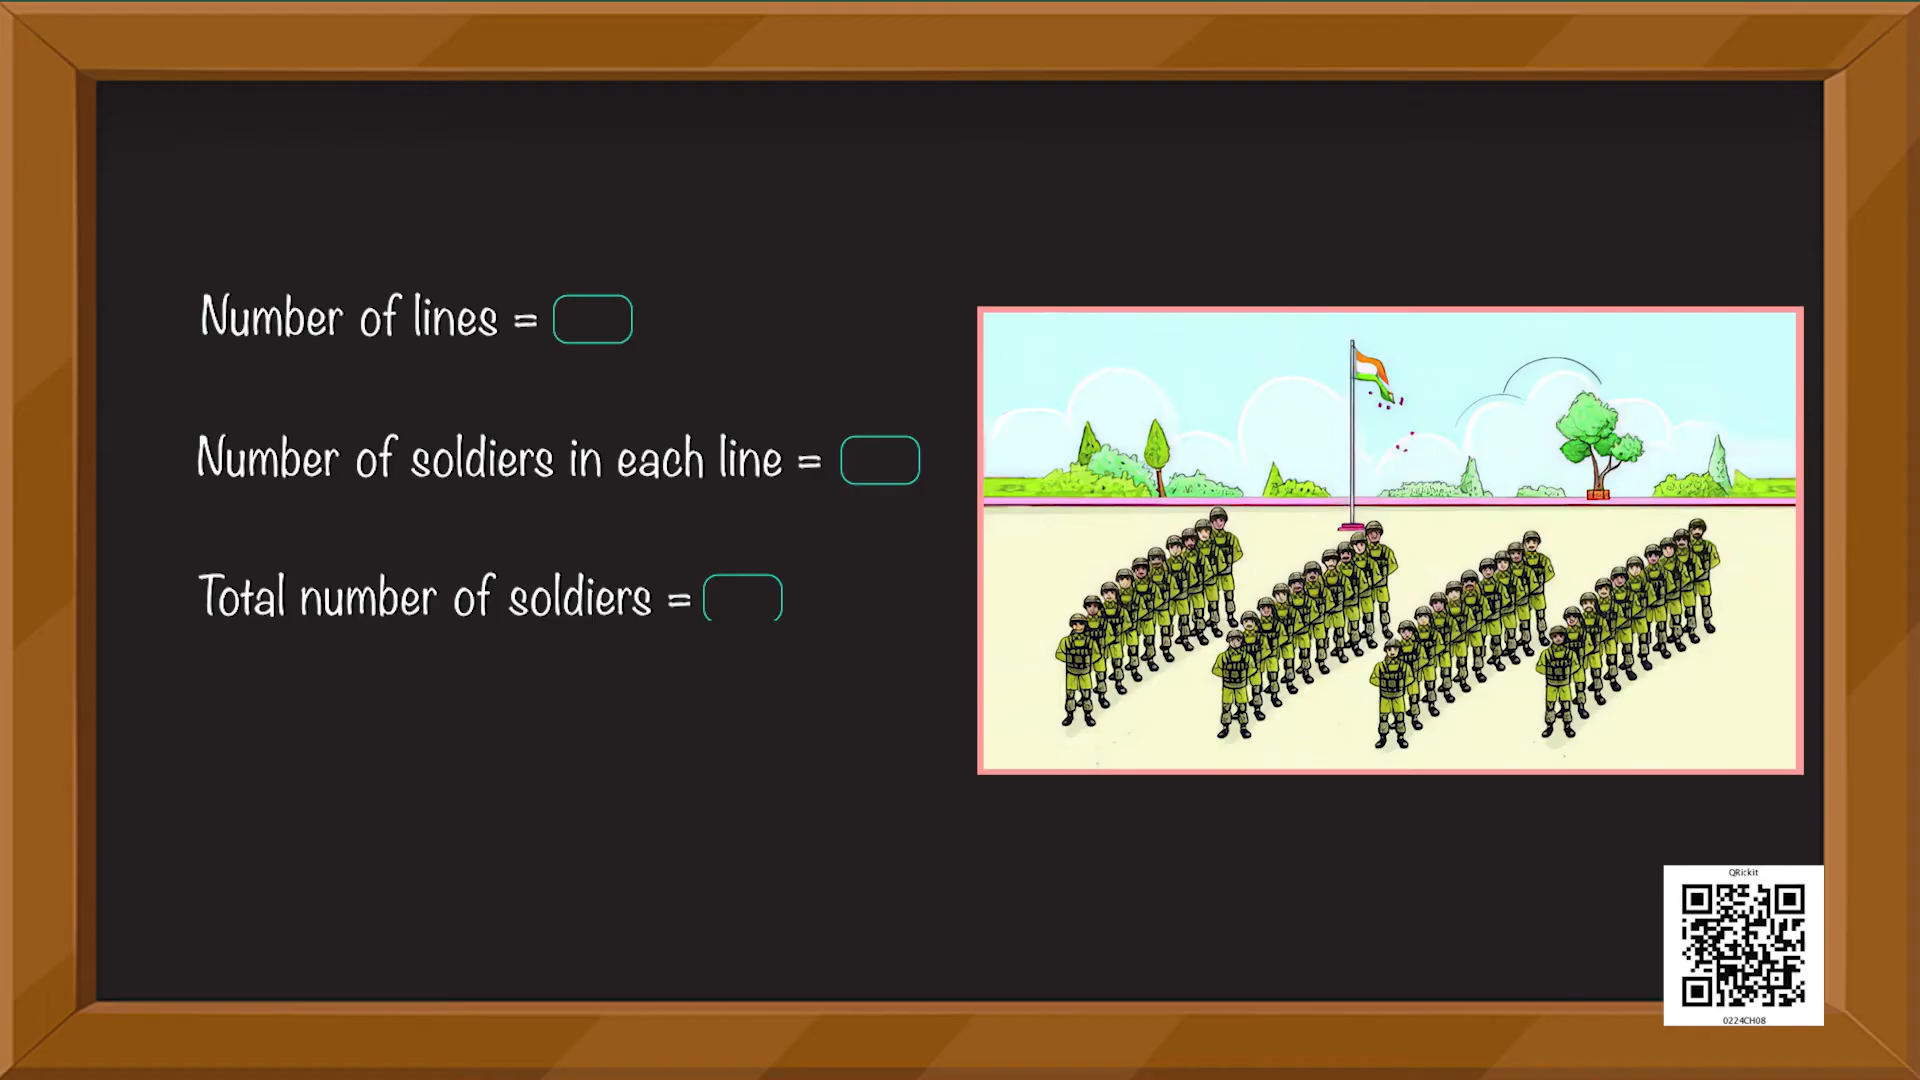 Number of lines =
Number of soldiers in each line =
Total number of soldiers =
QRickit
0224CH08